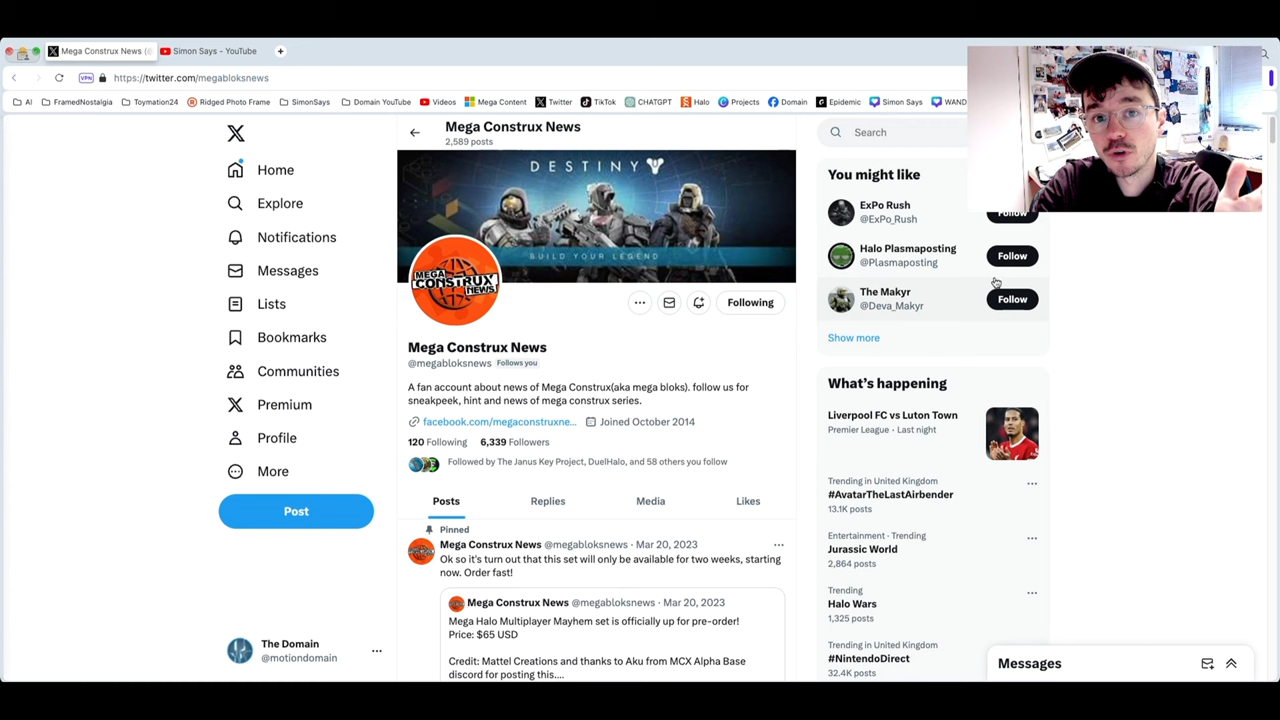 Mega Construx News (
Simon Says - YouTube
VPN
https://twitter.com/megabloksnews
AI
FramedNostalgia
Toymation24
Ridged Photo Frame
SimonSays
Domain YouTube
Videos
Mega Content
Twitter
TikTok
CHATGPT
Halo
Projects
Domain
Epidemic
Simon Says
WAND
Home
Explore
Notifications
Messages
Lists
Bookmarks
Communities
Premium
Profile
More
Post
The Domain
@motiondomain
Mega Construx News
2,589 posts
DESTINY
BUILD YOUR LEGEND
MEGA
CONSTRUX
NEWS
Following
Mega Construx News
@megabloksnews Follows you
A fan account about news of Mega Construx(aka mega bloks). follow us for
sneakpeek, hint and news of mega construx series.
facebook.com/megaconstruxne... Joined October 2014
120 Following 6,339 Followers
Followed by The Janus Key Project, DuelHalo, and 58 others you follow
Posts Replies Media Likes
Pinned
Mega Construx News @megabloksnews · Mar 20, 2023
Ok so it's turn out that this set will only be available for two weeks, starting
now. Order fast!
Mega Construx News @megabloksnews · Mar 20, 2023
Mega Halo Multiplayer Mayhem set is officially up for pre-order!
Price: $65 USD
Credit: Mattel Creations and thanks to Aku from MCX Alpha Base
discord for posting this....
Search
You might like
ExPo Rush
@ExPo_Rush
Follow
Halo Plasmaposting
@Plasmaposting
Follow
The Makyr
@Deva_Makyr
Follow
Show more
What's happening
Liverpool FC vs Luton Town
Premier League · Last night
Trending in United Kingdom
#AvatarTheLastAirbender
13.1K posts
Entertainment · Trending
Jurassic World
2,864 posts
Trending
Halo Wars
1,325 posts
Trending in United Kingdom
#NintendoDirect
32.4K posts
Messages